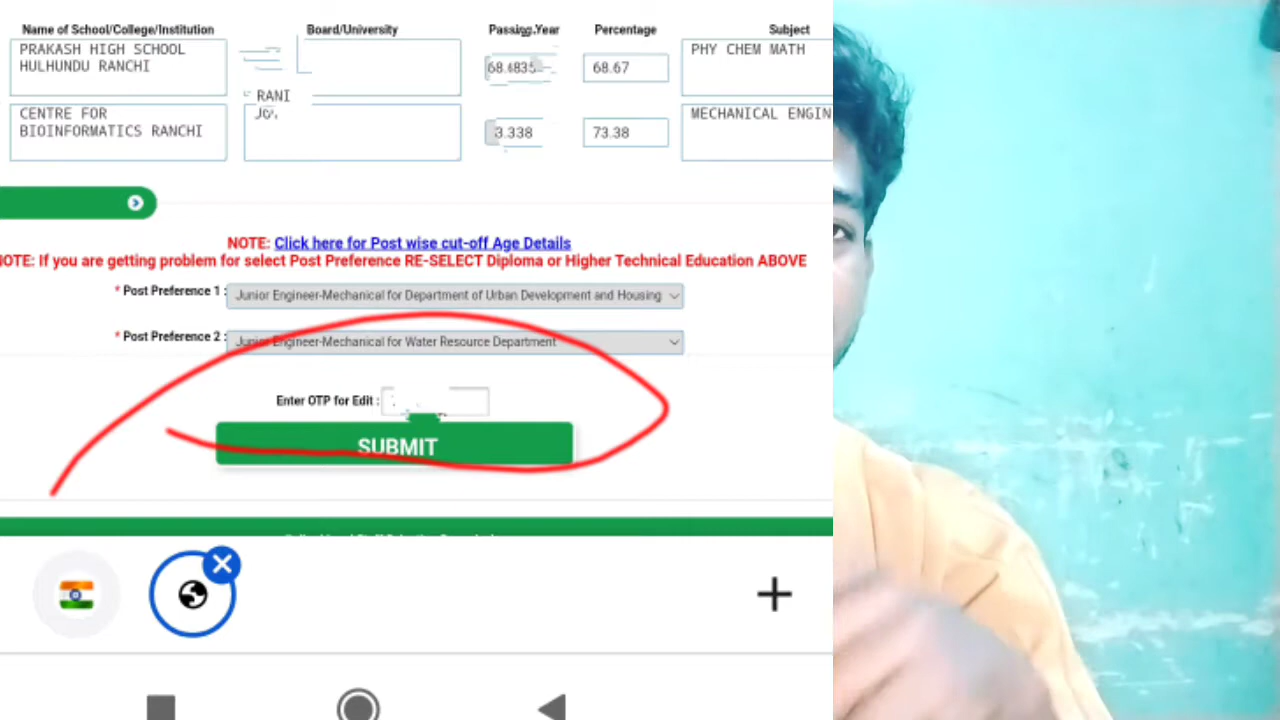 Name of School/College/Institution Board/University Passing Year Percentage Subject
PRAKASH HIGH SCHOOL
HULHUNDU RANCHI
68.67
PHY CHEM MATH
RANI
CENTRE FOR
BIOINFORMATICS RANCHI
3.338
73.38
MECHANICAL ENGIN
NOTE: Click here for Post wise cut-off Age Details
NOTE: If you are getting problem for select Post Preference RE-SELECT Diploma or Higher Technical Education ABOVE
* Post Preference 1 : Junior Engineer-Mechanical for Department of Urban Development and Housing
* Post Preference 2 : Junior Engineer-Mechanical for Water Resource Department
Enter OTP for Edit :
SUBMIT